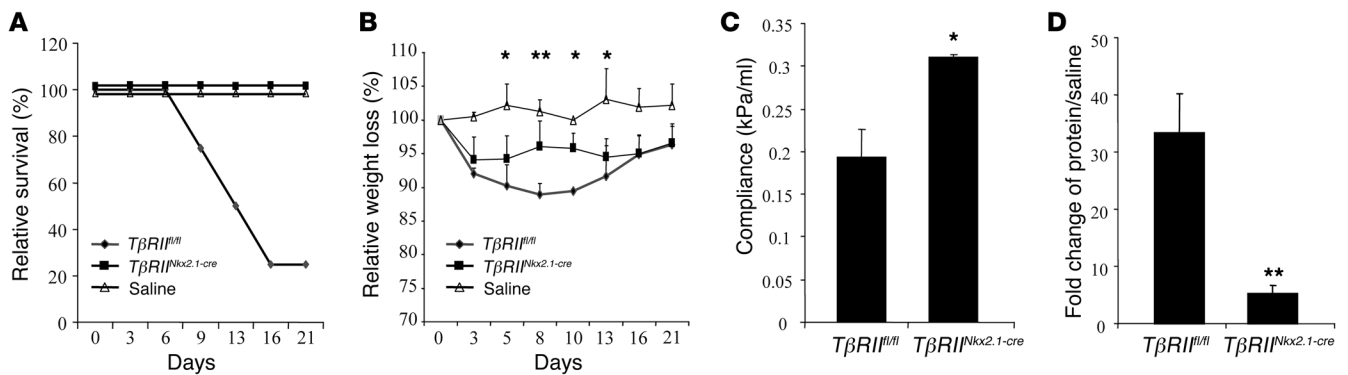 A
Relative survival (%)
120
100
80
60
40
20
0
TβRIIfl/fl
TβRIINkx2.1-cre
Saline
0 3 6 9 13 16 21
Days
B
Relative weight loss (%)
110
105
100
95
90
85
80
75
70
* ** * *
TβRIIfl/fl
TβRIINkx2.1-cre
Saline
0 3 5 8 10 13 16 21
Days
C
Compliance (kPa/ml)
0.35
0.3
0.25
0.2
0.15
0.1
0.05
0
*
TβRIIfl/fl TβRIINkx2.1-cre
D
Fold change of protein/saline
50
40
30
20
10
0
**
TβRIIfl/fl TβRIINkx2.1-cre